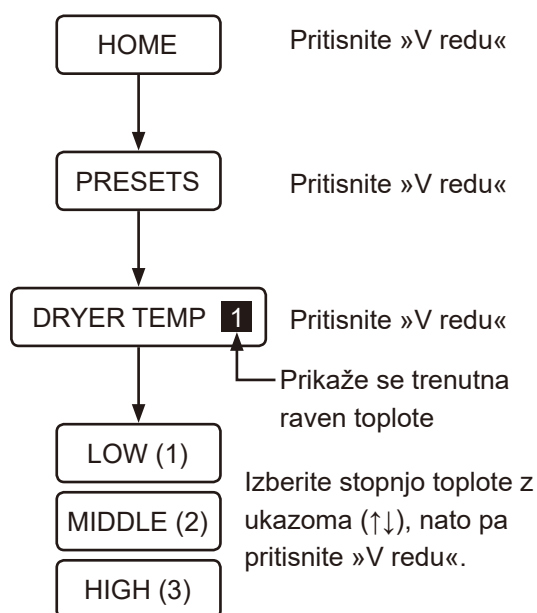 HOME
Pritisnite »V redu«
PRESETS
Pritisnite »V redu«
DRYER TEMP 1
Pritisnite »V redu«
Prikaže se trenutna
raven toplote
LOW (1)
MIDDLE (2)
HIGH (3)
Izberite stopnjo toplote z
ukazoma (↑↓), nato pa
pritisnite »V redu«.